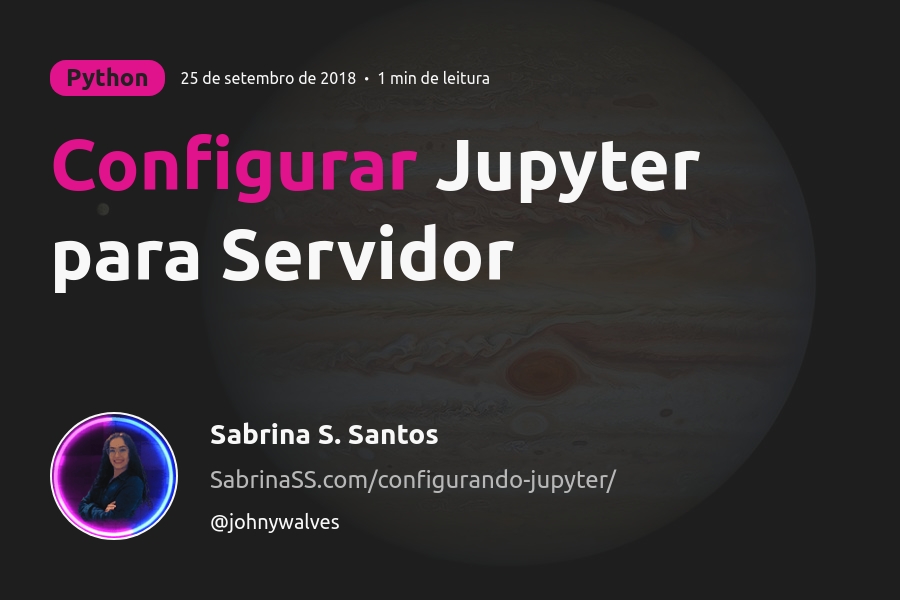 Python
25 de setembro de 2018 • 1 min de leitura
Configurar Jupyter
para Servidor
Sabrina S. Santos
SabrinaSS.com/configurando-jupyter/
@johnywalves